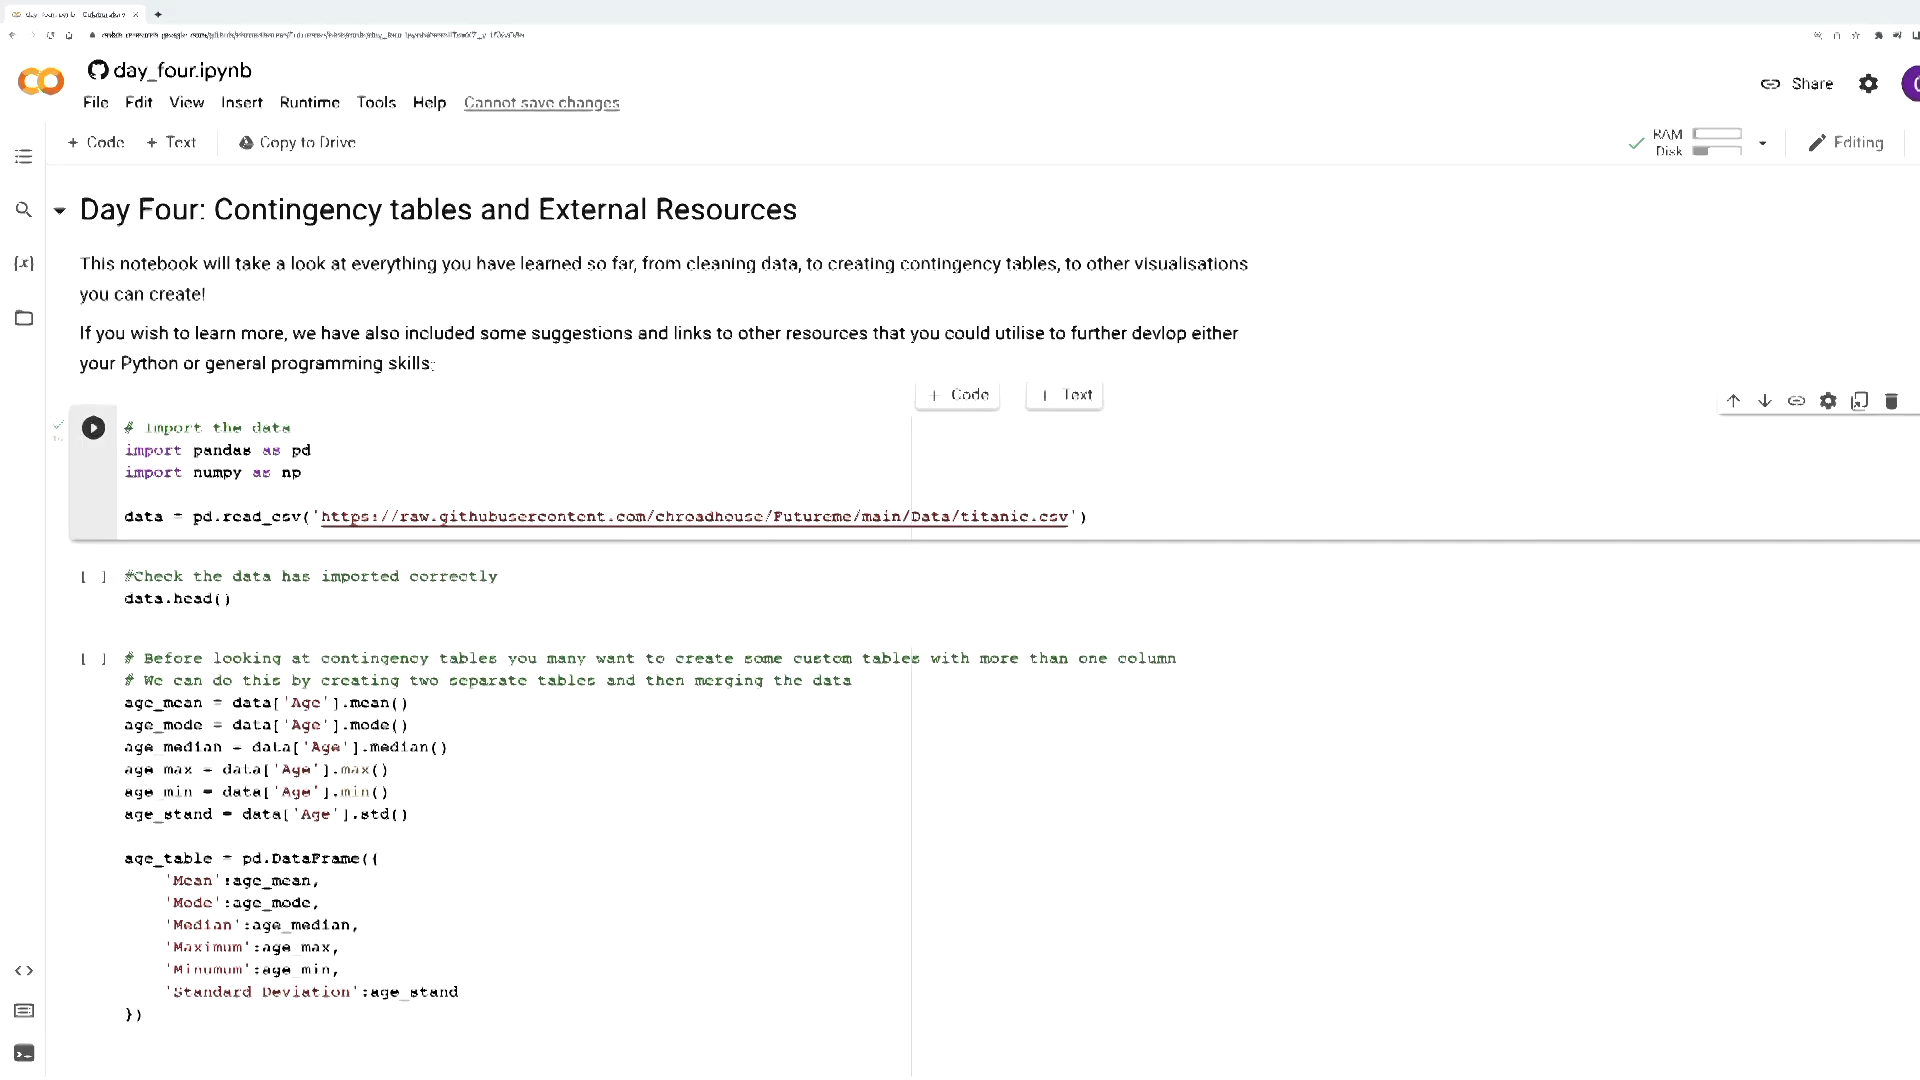 day_four.ipynb
File Edit View Insert Runtime Tools Help Cannot save changes
Share
+ Code + Text Copy to Drive
RAM
Disk
Editing
Day Four: Contingency tables and External Resources
This notebook will take a look at everything you have learned so far, from cleaning data, to creating contingency tables, to other visualisations
you can create!
If you wish to learn more, we have also included some suggestions and links to other resources that you could utilise to further devlop either
your Python or general programming skills.
+ Code + Text
# Import the data
import pandas as pd
import numpy as np
data = pd.read_csv('https://raw.githubusercontent.com/chroadhouse/Futureme/main/Data/titanic.csv')
[ ] #Check the data has imported correctly
data.head()
[ ] # Before looking at contingency tables you many want to create some custom tables with more than one column
# We can do this by creating two separate tables and then merging the data
age_mean = data['Age'].mean()
age_mode = data['Age'].mode()
age_median = data['Age'].median()
age_max = data['Age'].max()
age_min = data['Age'].min()
age_stand = data['Age'].std()
age_table = pd.DataFrame({
'Mean':age_mean,
'Mode':age_mode,
'Median':age_median,
'Maximum':age_max,
'Minumum':age_min,
'Standard Deviation':age_stand
})